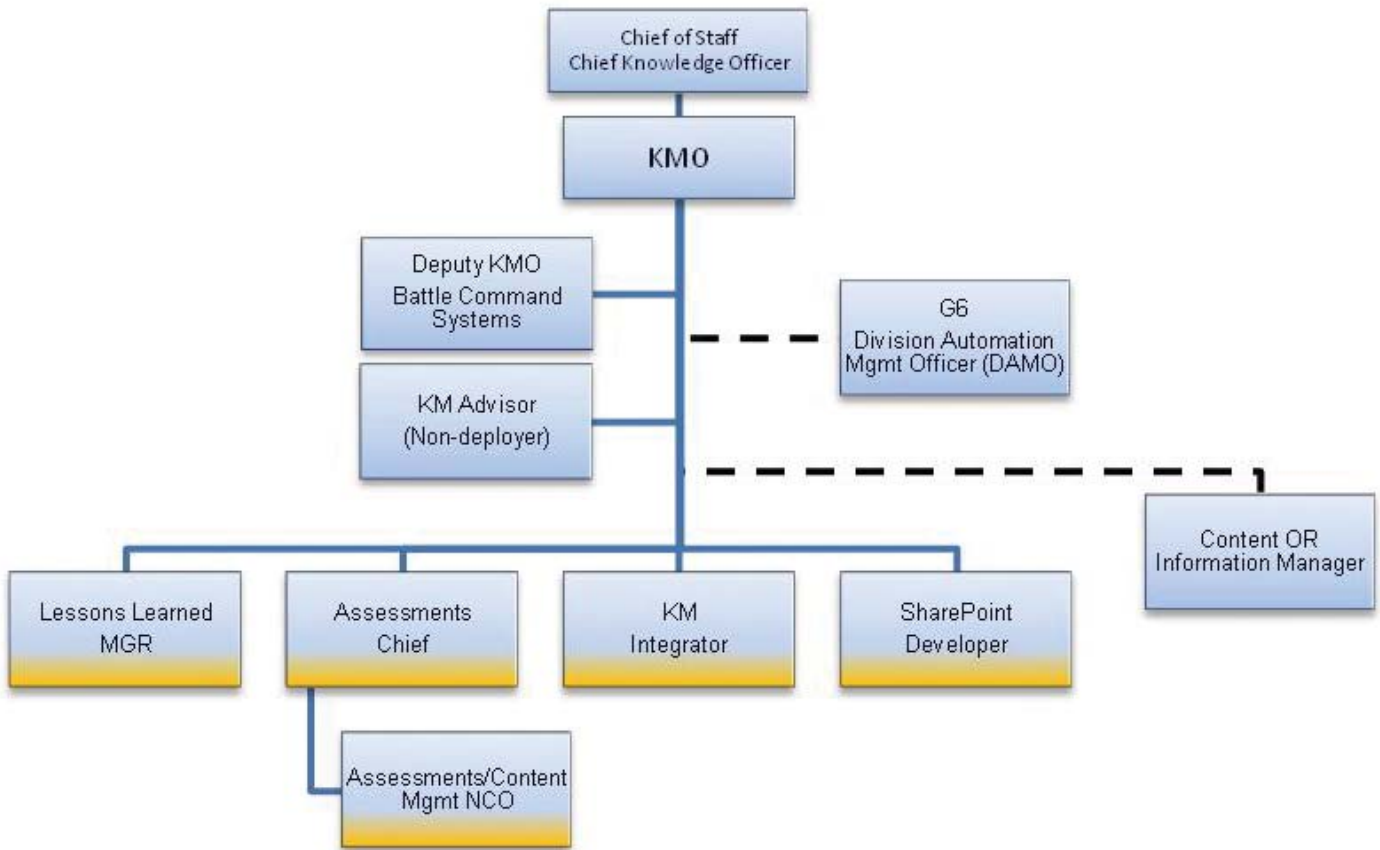 Chief of Staff
Chief Knowledge Officer
KMO
Deputy KMO
Battle Command
Systems
G6
Division Automation
Mgmt Officer (DAMO)
KM Advisor
(Non-deployer)
Content OR
Information Manager
Lessons Learned
MGR
Assessments
Chief
KM
Integrator
SharePoint
Developer
Assessments/Content
Mgmt NCO